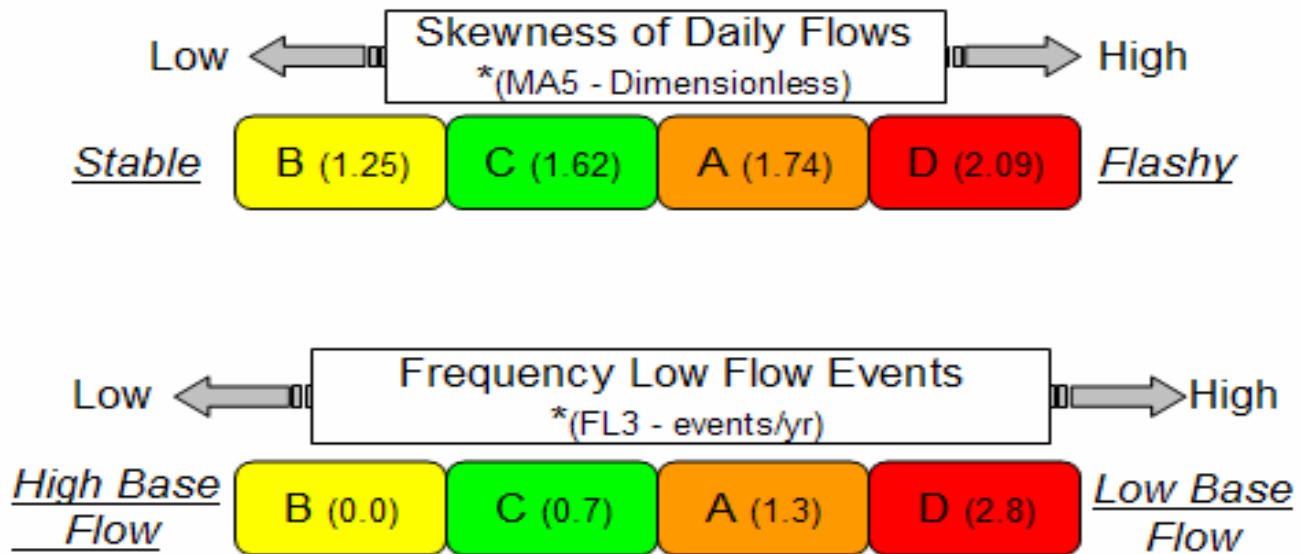 Skewness of Daily Flows
Low
High
*(MA5 - Dimensionless)
Stable
B (1.25)
C (1.62)
A (1.74)
D (2.09)
Flashy
Frequency Low Flow Events
Low
High
*(FL3 - events/yr)
High Base
Flow
B (0.0)
C (0.7)
A (1.3)
D (2.8)
Low Base
Flow